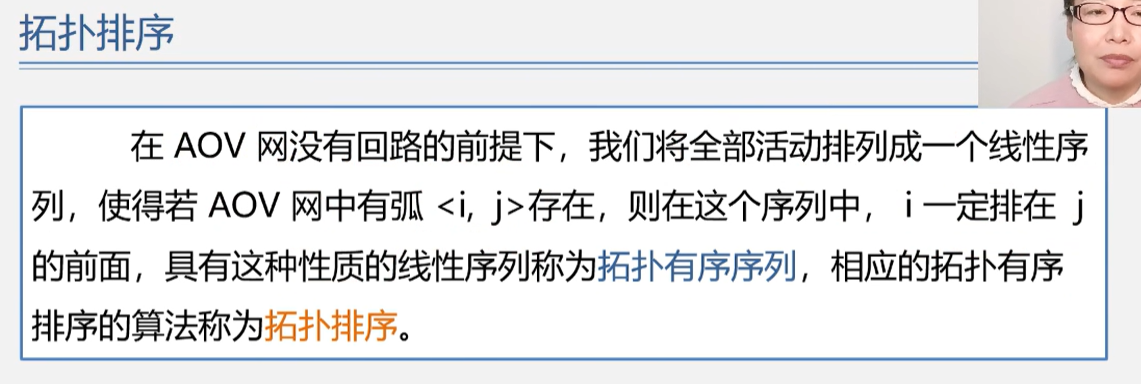 拓扑排序
在 AOV 网没有回路的前提下，我们将全部活动排列成一个线性序
列，使得若 AOV 网中有弧 <i, j>存在，则在这个序列中， i 一定排在 j
的前面，具有这种性质的线性序列称为拓扑有序序列，相应的拓扑有序
排序的算法称为拓扑排序。